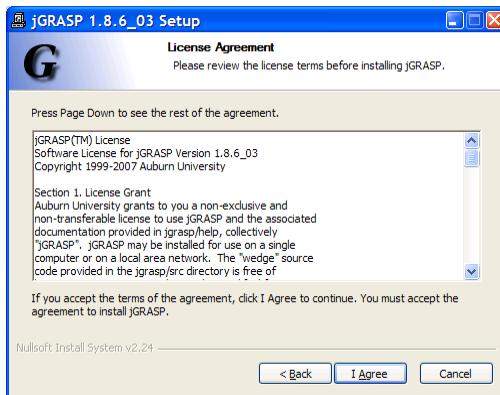 jGRASP 1.8.6_03 Setup
G
License Agreement
Please review the license terms before installing jGRASP.
Press Page Down to see the rest of the agreement.
jGRASP(TM) License
Software License for jGRASP Version 1.8.6_03
Copyright 1999-2007 Auburn University
Section 1. License Grant
Auburn University grants to you a non-exclusive and
non-transferable license to use jGRASP and the associated
documentation provided in jgrasp/help, collectively
"jGRASP".  jGRASP may be installed for use on a single
computer or on a local area network.  The "wedge" source
code provided in the jgrasp/src directory is free of
If you accept the terms of the agreement, click I Agree to continue. You must accept the
agreement to install jGRASP.
Nullsoft Install System v2.24
< Back
I Agree
Cancel